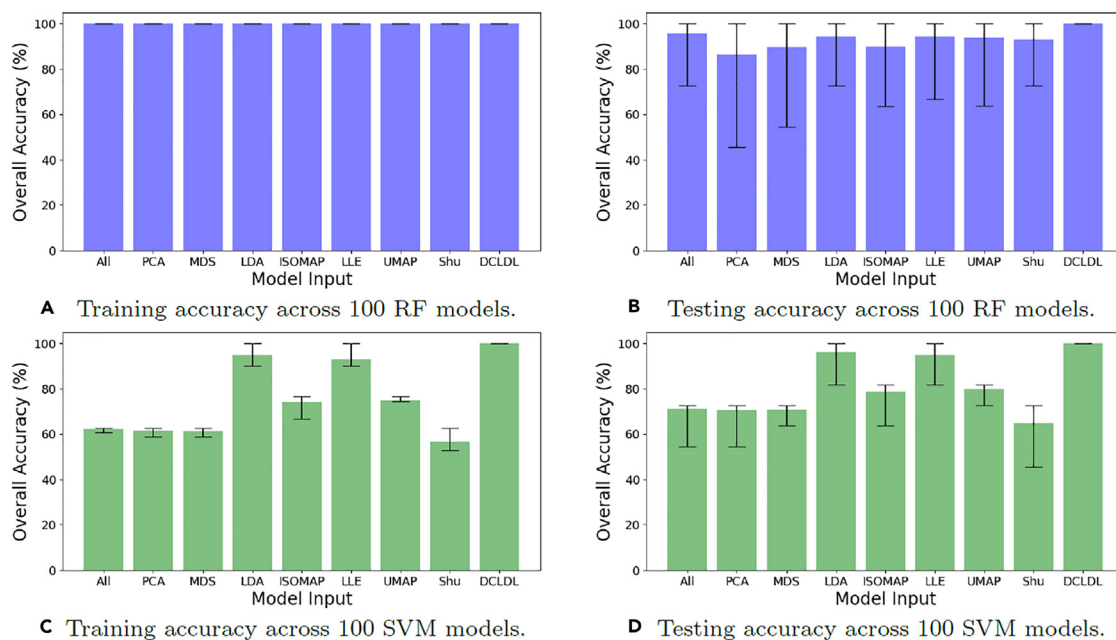 Overall Accuracy (%)
100
80
60
40
20
0
All PCA MDS LDA ISOMAP LLE UMAP Shu DCLDL
Model Input
A Training accuracy across 100 RF models.
Overall Accuracy (%)
100
80
60
40
20
0
All PCA MDS LDA ISOMAP LLE UMAP Shu DCLDL
Model Input
B Testing accuracy across 100 RF models.
Overall Accuracy (%)
100
80
60
40
20
0
All PCA MDS LDA ISOMAP LLE UMAP Shu DCLDL
Model Input
C Training accuracy across 100 SVM models.
Overall Accuracy (%)
100
80
60
40
20
0
All PCA MDS LDA ISOMAP LLE UMAP Shu DCLDL
Model Input
D Testing accuracy across 100 SVM models.